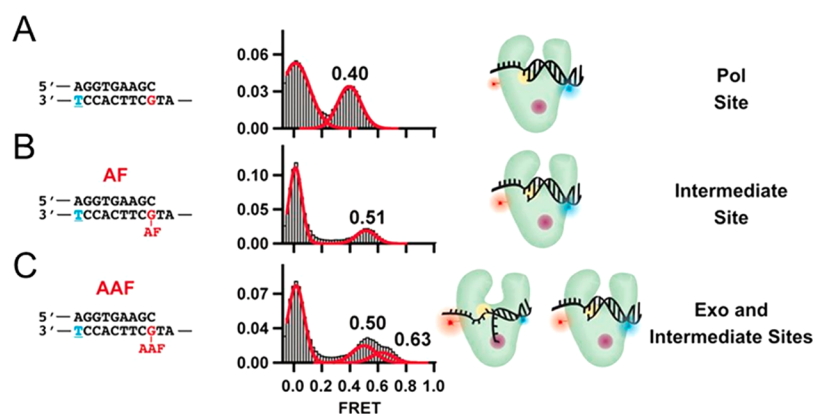 A
5′— AGGTGAAGC
3′— TCCACTTCGTA —
0.06
0.03
0.00
0.40
Pol
Site
B
AF
5′— AGGTGAAGC
3′— TCCACTTCGTA —
AF
0.10
0.05
0.00
0.51
Intermediate
Site
C
AAF
5′— AGGTGAAGC
3′— TCCACTTCGTA —
AAF
0.07
0.04
0.00
0.50
0.63
0.0 0.2 0.4 0.6 0.8 1.0
FRET
Exo and
Intermediate Sites